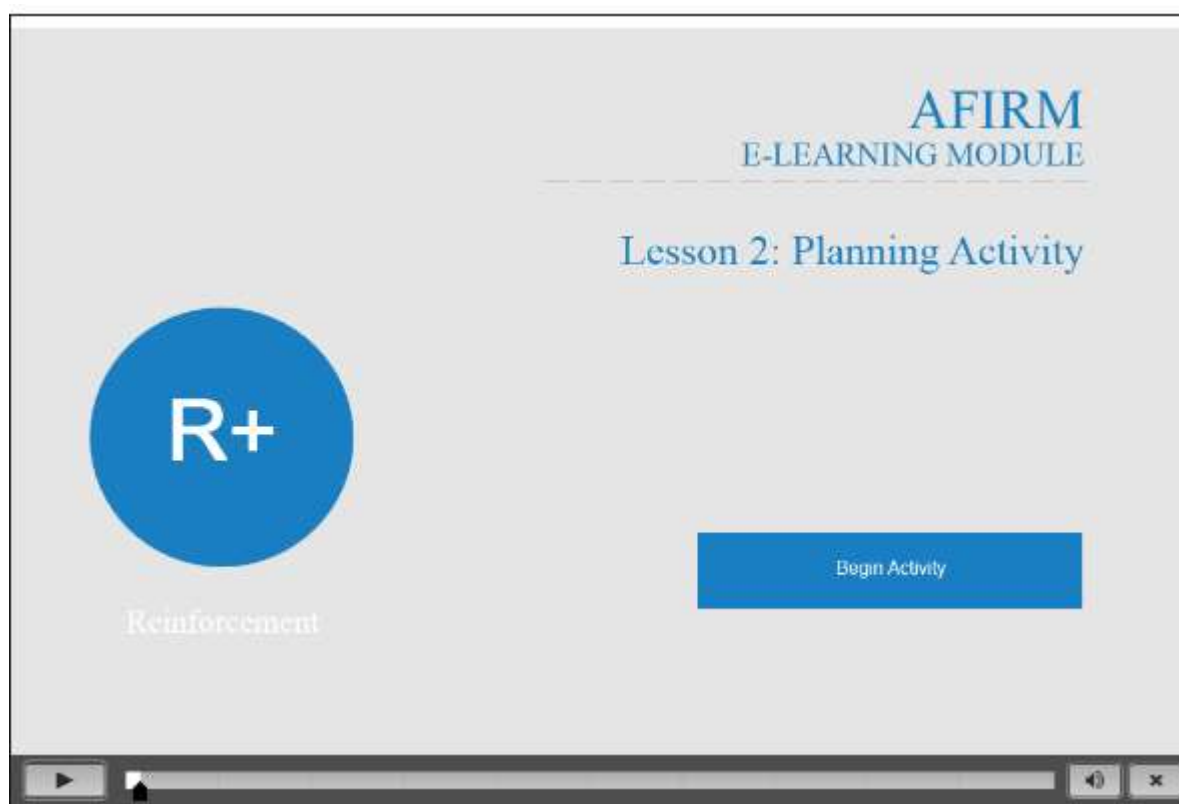 AFIRM
E-LEARNING MODULE
Lesson 2: Planning Activity
R+
Reinforcement
Begin Activity